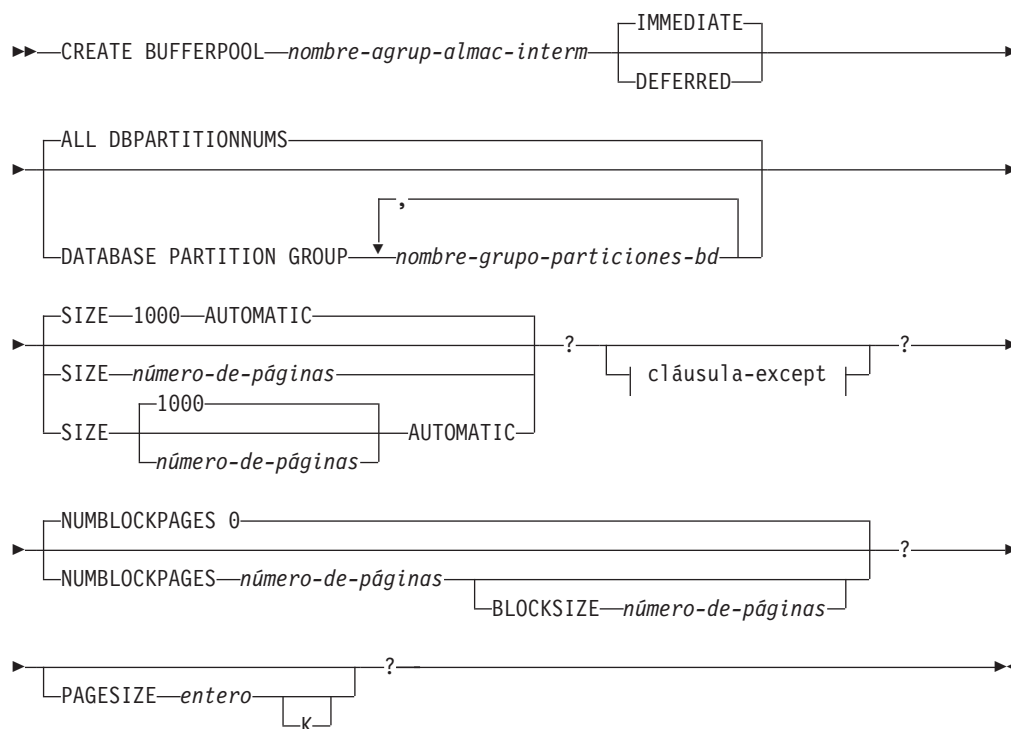 IMMEDIATE
CREATE BUFFERPOOL nombre-agrup-almac-interm
DEFERRED
ALL DBPARTITIONNUMS
,
DATABASE PARTITION GROUP nombre-grupo-particiones-bd
SIZE 1000 AUTOMATIC
? ?
SIZE número-de-páginas cláusula-except
1000
SIZE AUTOMATIC
número-de-páginas
NUMBLOCKPAGES 0
?
NUMBLOCKPAGES número-de-páginas
BLOCKSIZE número-de-páginas
?
PAGESIZE entero
K